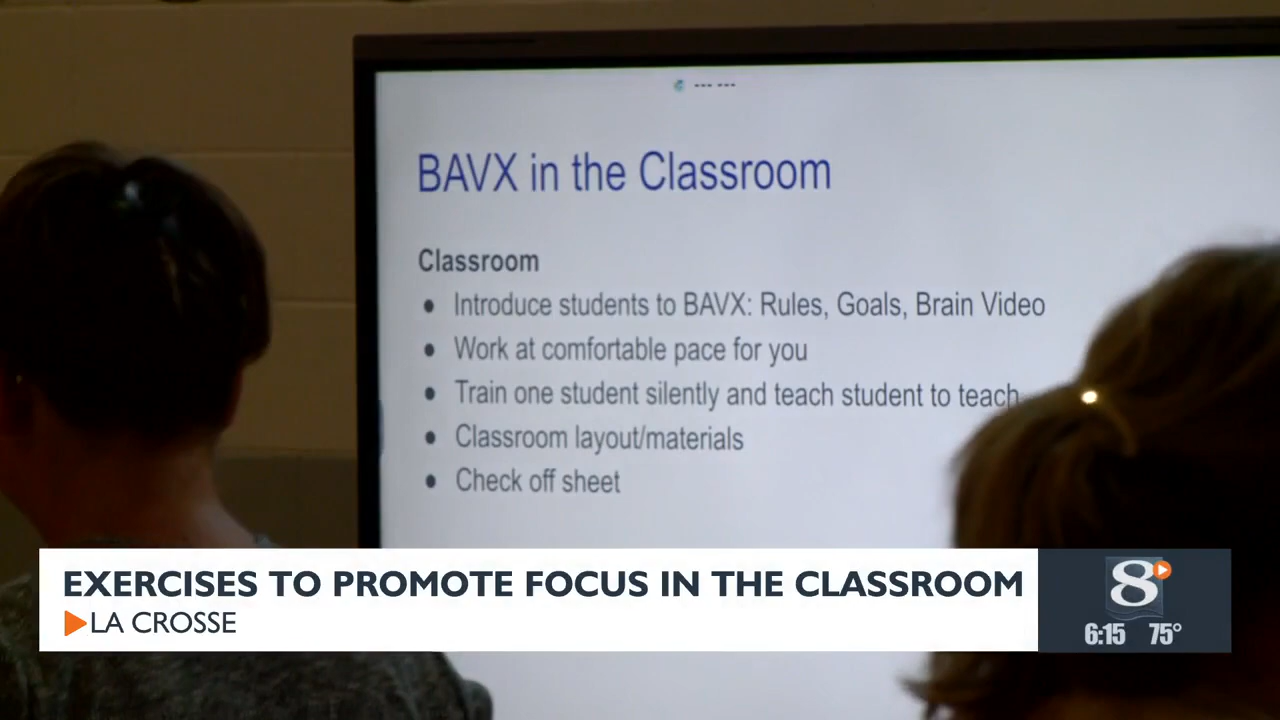 BAVX in the Classroom
Classroom
● Introduce students to BAVX: Rules, Goals, Brain Video
● Work at comfortable pace for you
● Train one student silently and teach student to teach
● Classroom layout/materials
● Check off sheet
EXERCISES TO PROMOTE FOCUS IN THE CLASSROOM
LA CROSSE
8
6:15 75°